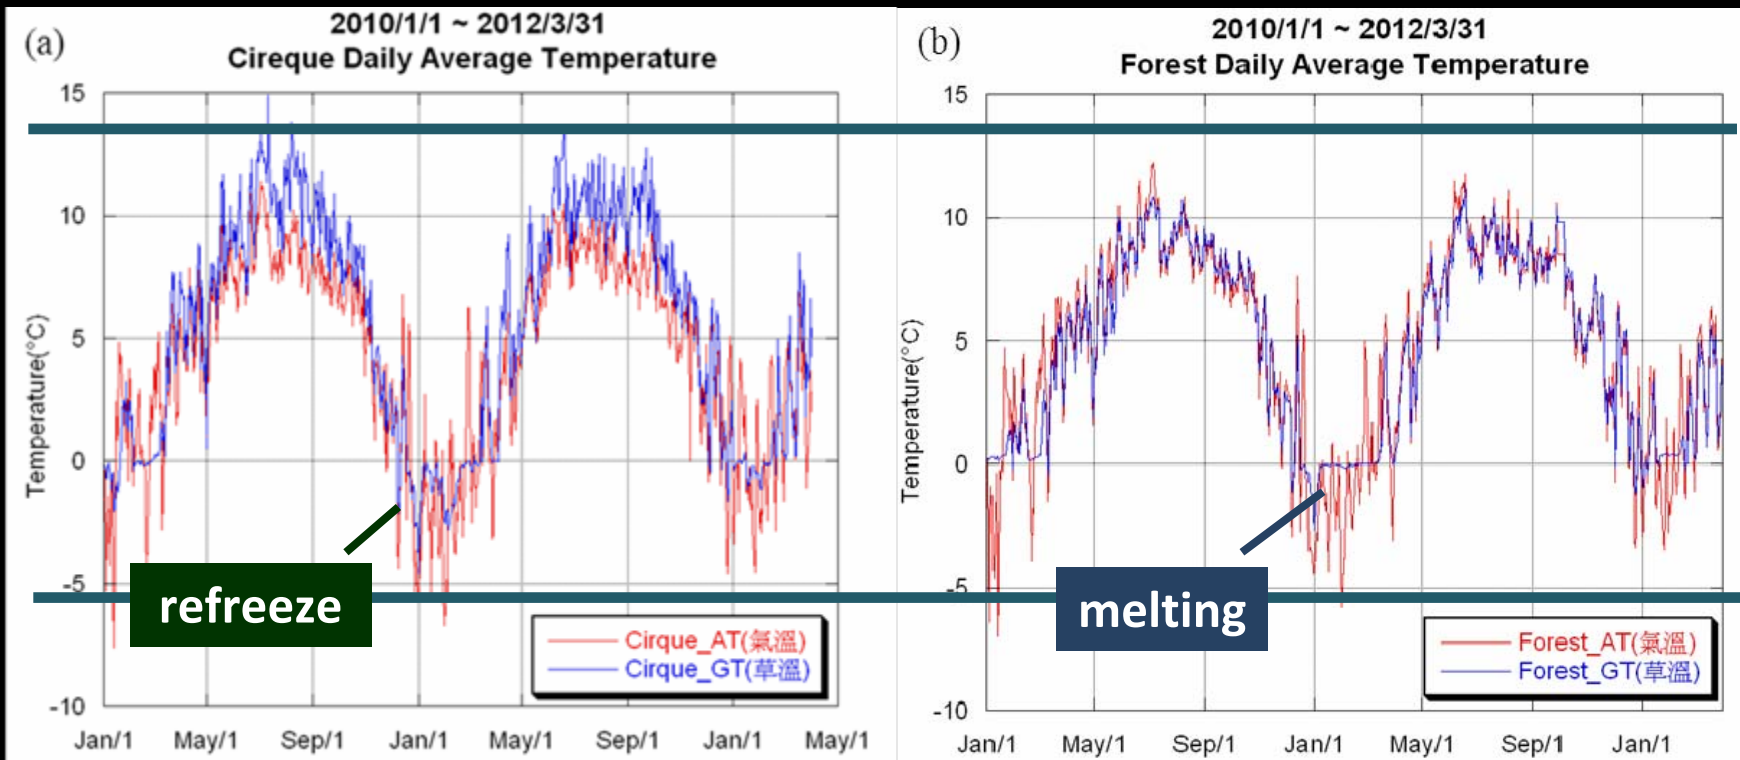 (a)
2010/1/1 ~ 2012/3/31
Cireque Daily Average Temperature
Temperature(°C)
15
10
5
0
-5
-10
refreeze
Cirque_AT(氣溫)
Cirque_GT(草溫)
Jan/1 May/1 Sep/1 Jan/1 May/1 Sep/1 Jan/1 May/1
(b)
2010/1/1 ~ 2012/3/31
Forest Daily Average Temperature
Temperature(°C)
15
10
5
0
-5
-10
melting
Forest_AT(氣溫)
Forest_GT(草溫)
Jan/1 May/1 Sep/1 Jan/1 May/1 Sep/1 Jan/1